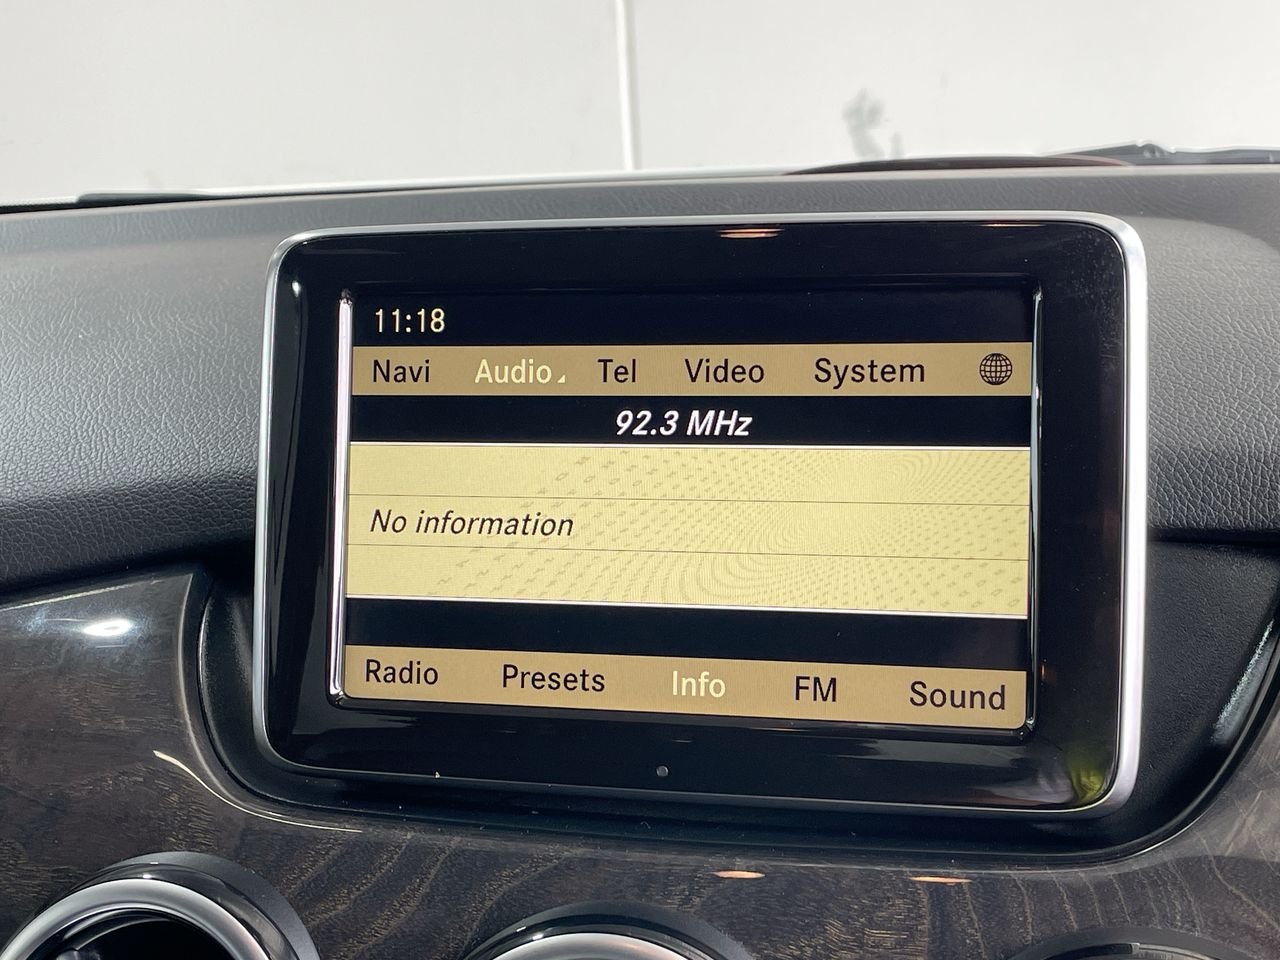 11:18
Navi Audio Tel Video System
92.3 MHz
No information
Radio Presets Info FM Sound